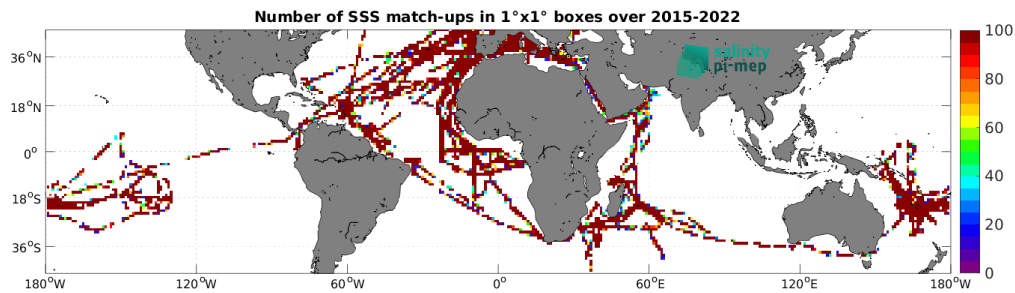 Number of SSS match-ups in 1°x1° boxes over 2015-2022
36°N
18°N
0°
18°S
36°S
180°W
120°W
60°W
0°
60°E
120°E
180°W
salinity
pi-mep
100
80
60
40
20
0